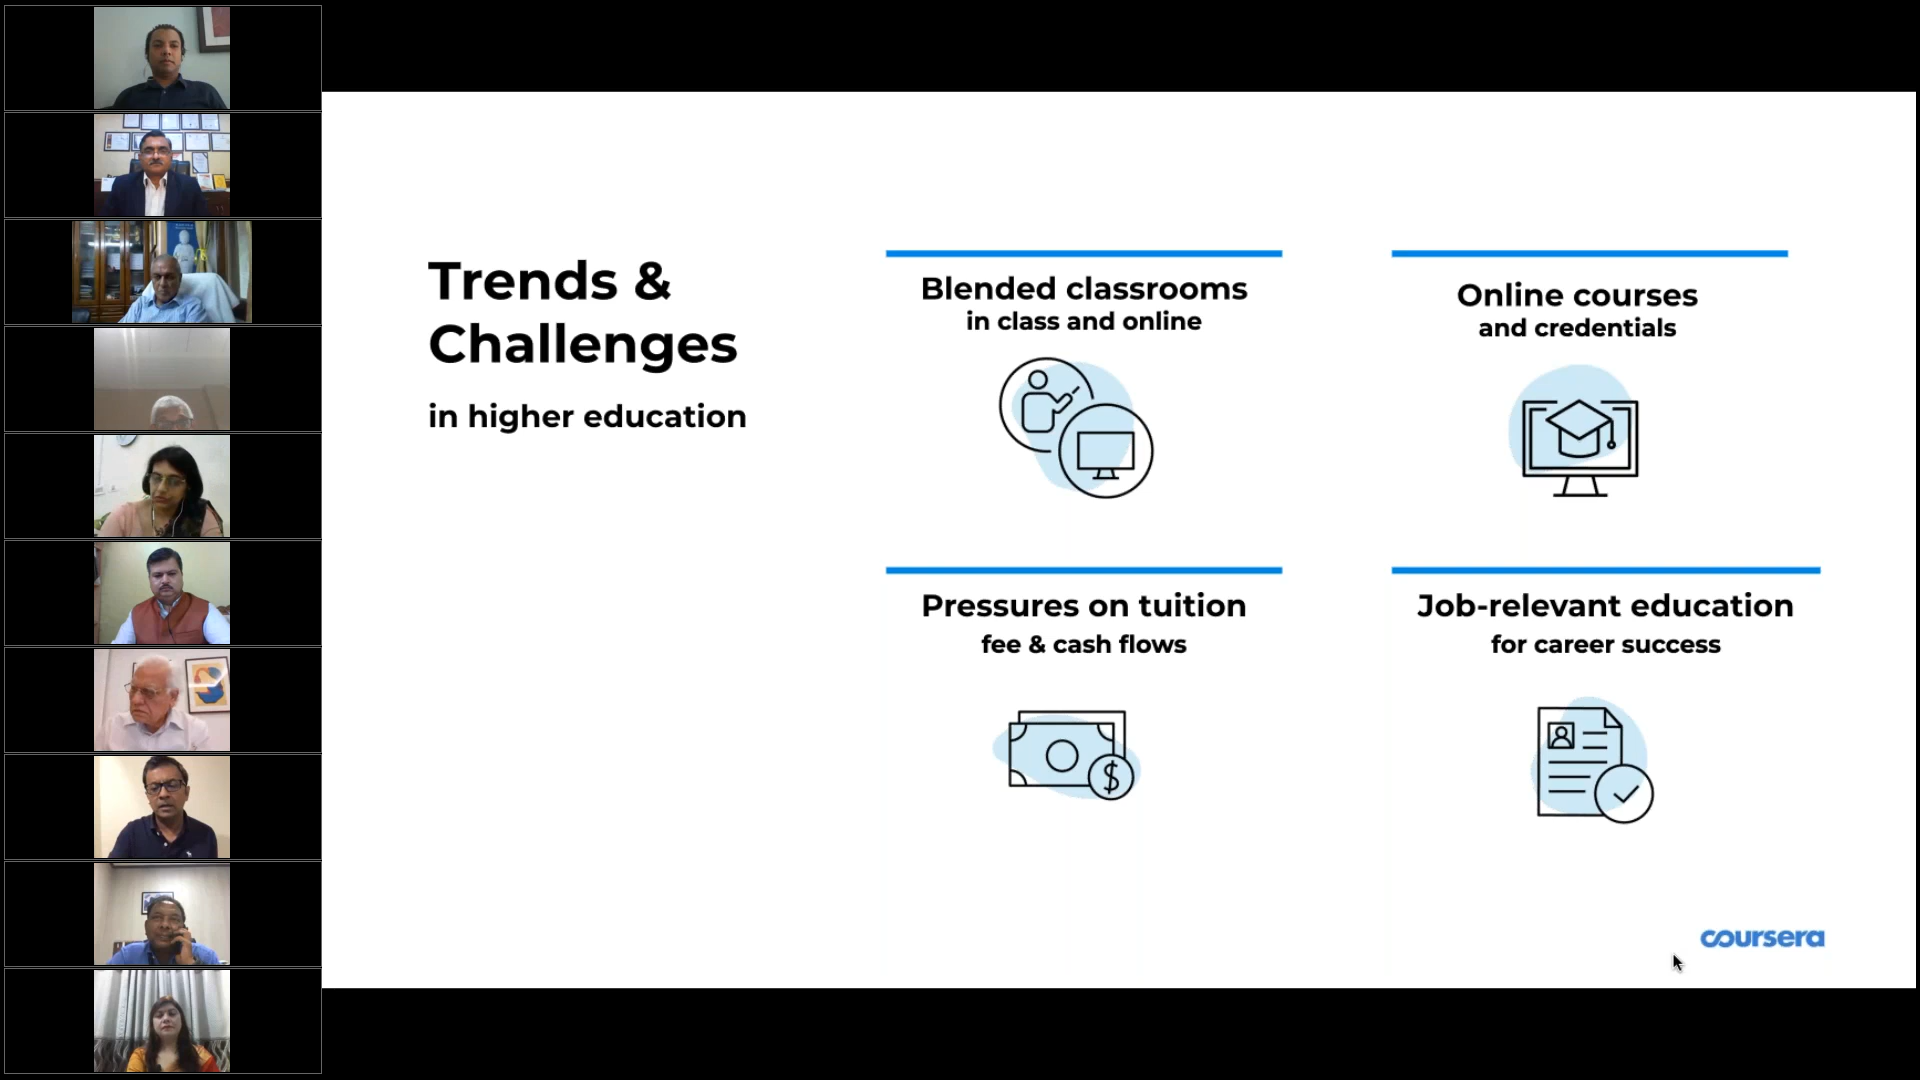 Trends &
Challenges
in higher education
Blended classrooms
in class and online
Online courses
and credentials
Pressures on tuition
fee & cash flows
$
Job-relevant education
for career success
coursera